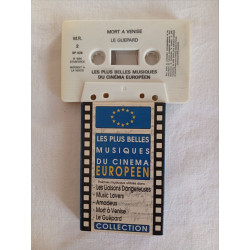 MORT A VENISE
LE GUEPARD
M.R.
2
LES PLUS BELLES MUSIQUES
DU CINEMA EUROPEEN
LES PLUS BELLES
MUSIQUES
DU CINEMA
EUROPEEN
- Les Liaisons Dangereuses
- Music Lovers
- Amadeus
- Mort à Venise
- Le Guépard
COLLECTION